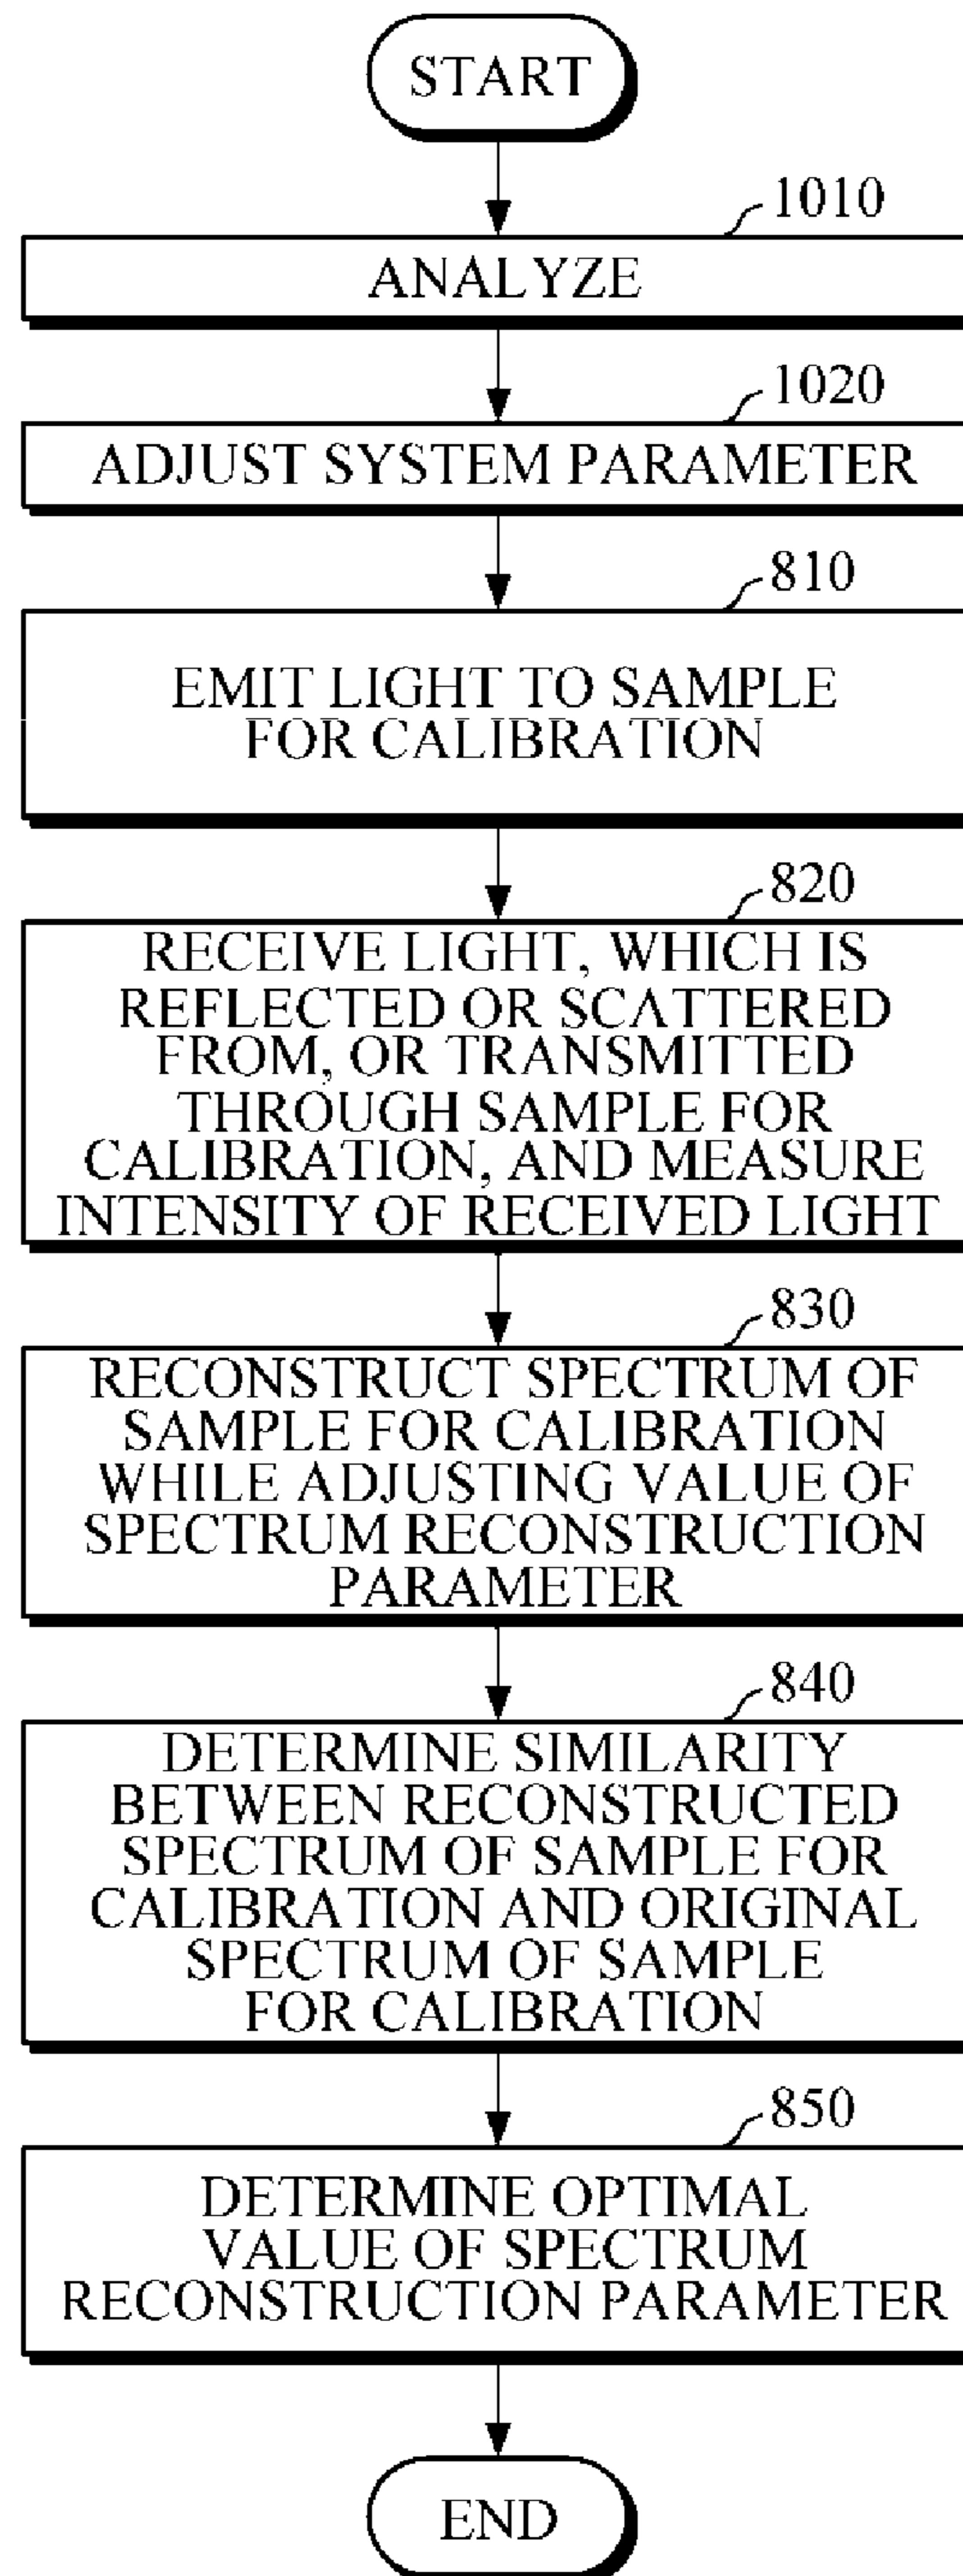 START
1010
ANALYZE
1020
ADJUST SYSTEM PARAMETER
810
EMIT LIGHT TO SAMPLE
FOR CALIBRATION
820
RECEIVE LIGHT, WHICH IS
REFLECTED OR SCATTERED
FROM, OR TRANSMITTED
THROUGH SAMPLE FOR
CALIBRATION, AND MEASURE
INTENSITY OF RECEIVED LIGHT
830
RECONSTRUCT SPECTRUM OF
SAMPLE FOR CALIBRATION
WHILE ADJUSTING VALUE OF
SPECTRUM RECONSTRUCTION
PARAMETER
840
DETERMINE SIMILARITY
BETWEEN RECONSTRUCTED
SPECTRUM OF SAMPLE FOR
CALIBRATION AND ORIGINAL
SPECTRUM OF SAMPLE
FOR CALIBRATION
850
DETERMINE OPTIMAL
VALUE OF SPECTRUM
RECONSTRUCTION PARAMETER
END